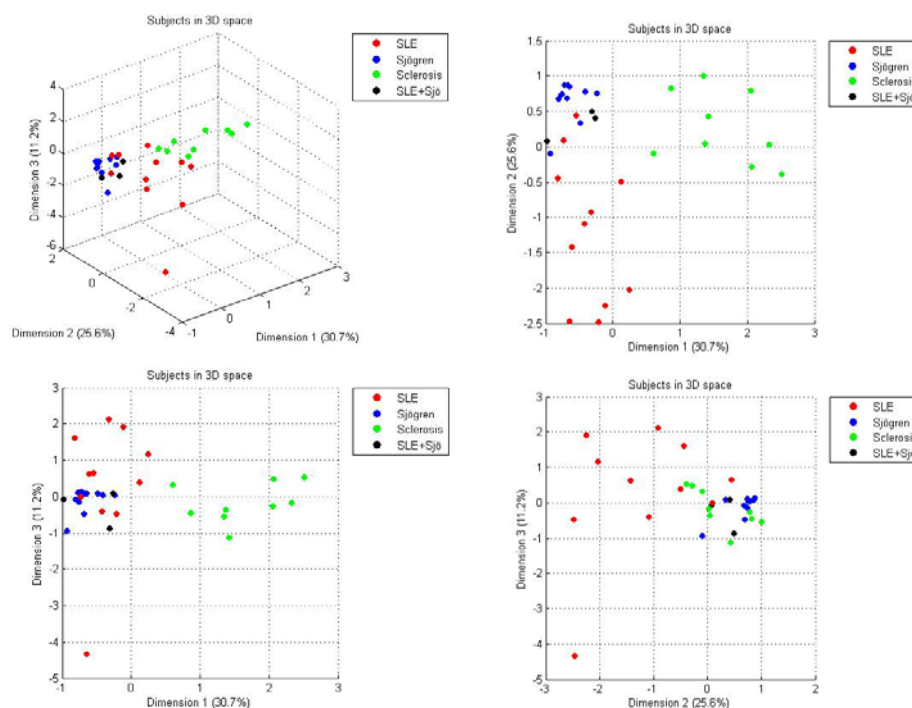 Subjects in 3D space
SLE
Sjögren
Sclerosis
SLE+Sjö
4
2
0
-2
-4
-6
Dimension 3 (11.2%)
2
0
-2
-4
Dimension 2 (25.6%)
-1
0
1
2
3
Dimension 1 (30.7%)
Subjects in 3D space
SLE
Sjögren
Sclerosis
SLE+Sjö
1.5
1
0.5
0
-0.5
-1
-1.5
-2
-2.5
Dimension 2 (25.6%)
-1
0
1
2
3
Dimension 1 (30.7%)
Subjects in 3D space
SLE
Sjögren
Sclerosis
SLE+Sjö
3
2
1
0
-1
-2
-3
-4
-5
Dimension 3 (11.2%)
-1
0
1
2
3
Dimension 1 (30.7%)
Subjects in 3D space
SLE
Sjögren
Sclerosis
SLE+Sjö
3
2
1
0
-1
-2
-3
-4
-5
Dimension 3 (11.2%)
-3
-2
-1
0
1
2
Dimension 2 (25.6%)